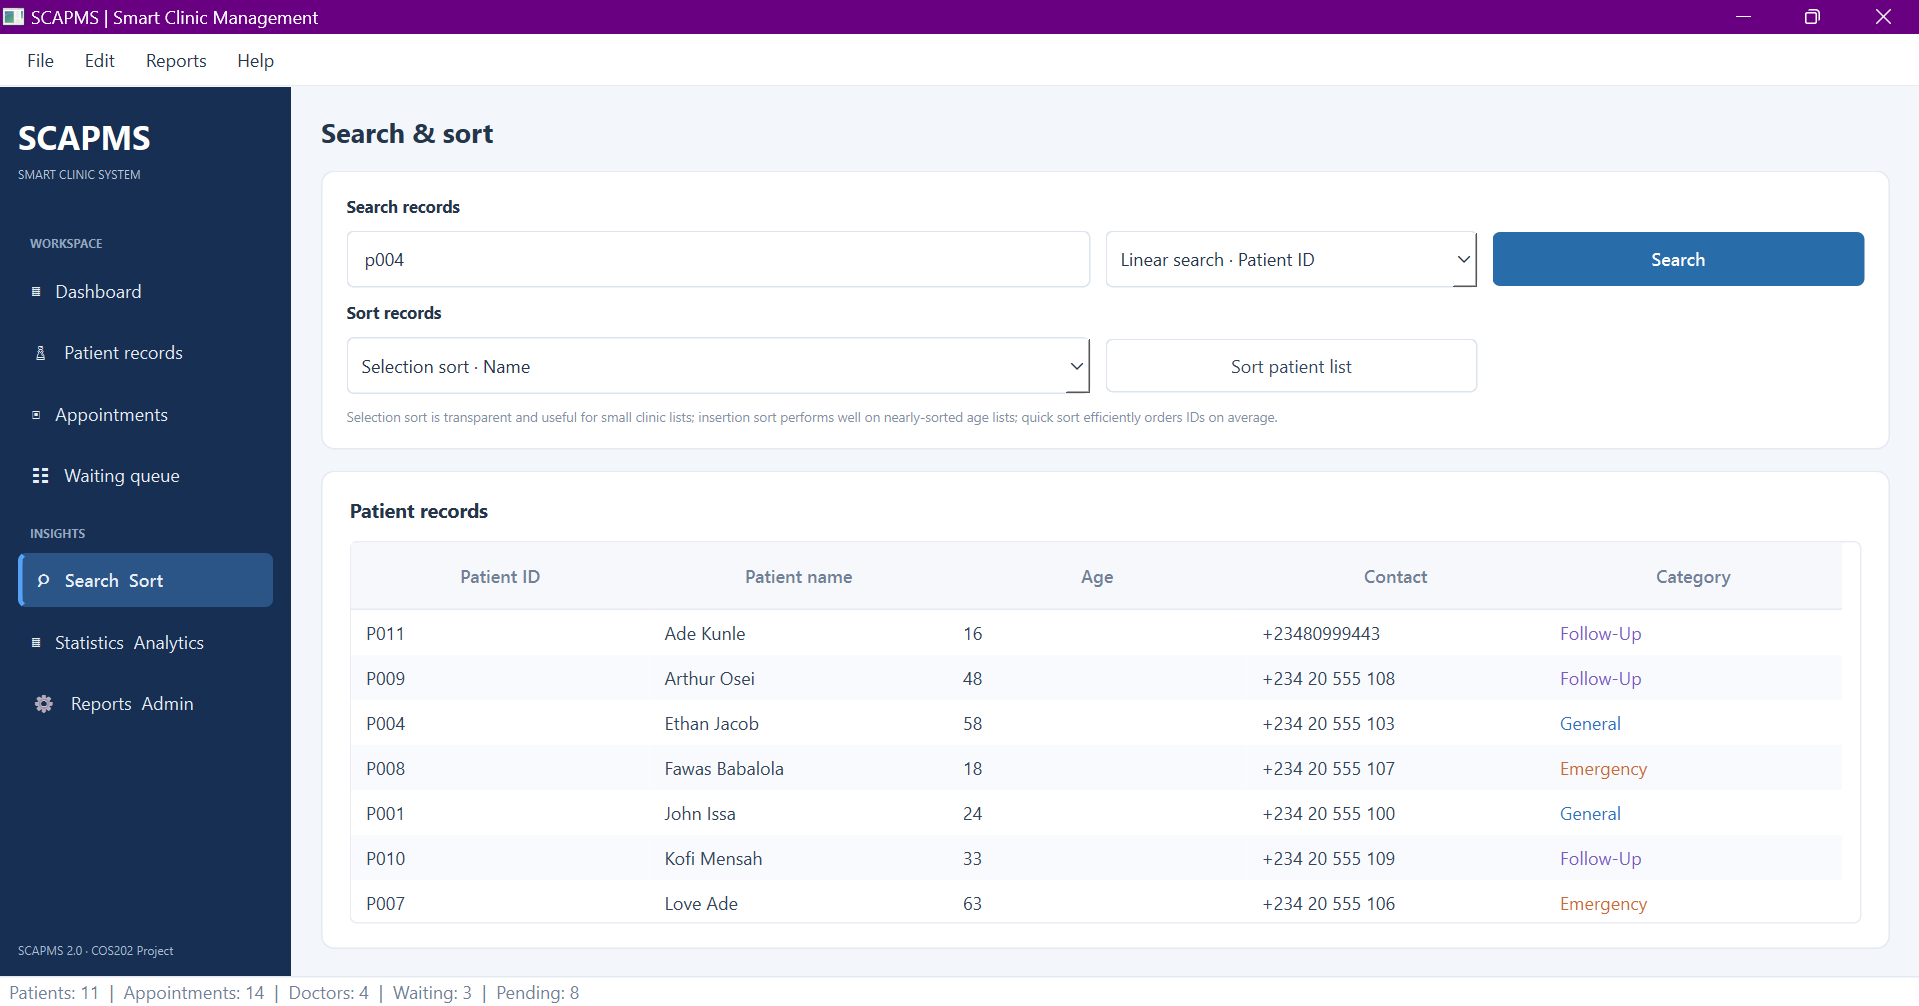 SCAPMS | Smart Clinic Management
File Edit Reports Help
SCAPMS
SMART CLINIC SYSTEM
WORKSPACE
Dashboard
Patient records
Appointments
Waiting queue
INSIGHTS
Search Sort
Statistics Analytics
Reports Admin
SCAPMS 2.0 · COS202 Project
Search & sort
Search records
p004 Linear search · Patient ID Search
Sort records
Selection sort · Name Sort patient list
Selection sort is transparent and useful for small clinic lists; insertion sort performs well on nearly-sorted age lists; quick sort efficiently orders IDs on average.
Patient records
Patient ID Patient name Age Contact Category
P011 Ade Kunle 16 +23480999443 Follow-Up
P009 Arthur Osei 48 +234 20 555 108 Follow-Up
P004 Ethan Jacob 58 +234 20 555 103 General
P008 Fawas Babalola 18 +234 20 555 107 Emergency
P001 John Issa 24 +234 20 555 100 General
P010 Kofi Mensah 33 +234 20 555 109 Follow-Up
P007 Love Ade 63 +234 20 555 106 Emergency
Patients: 11 | Appointments: 14 | Doctors: 4 | Waiting: 3 | Pending: 8